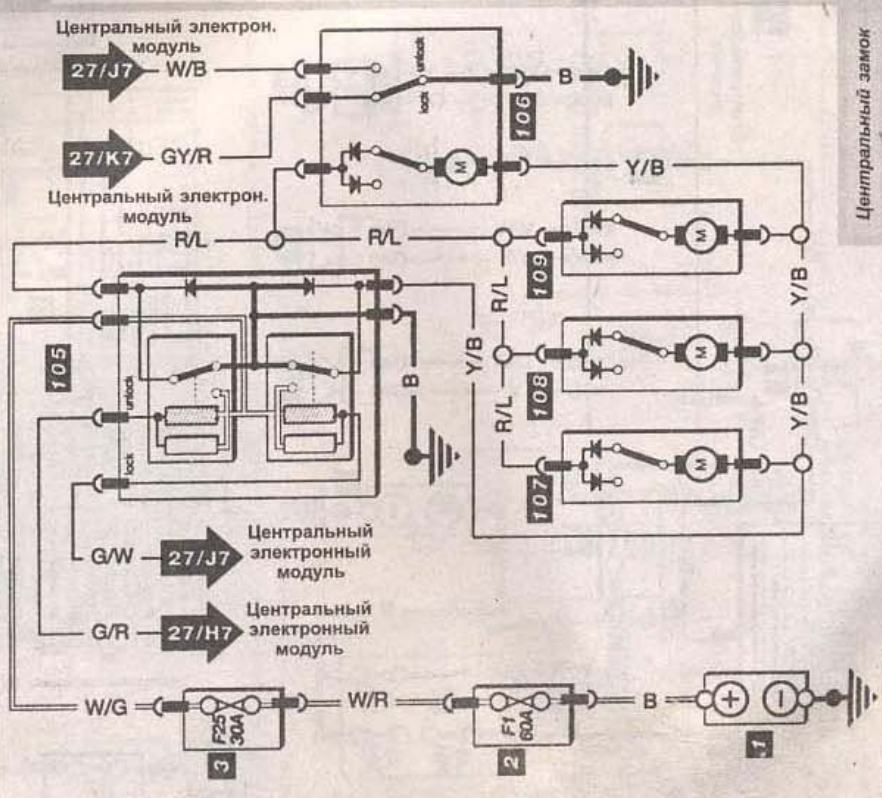 Центральный электрон.
модуль
27/J7
W/B
unlock
lock
106
B
Центральный замок
27/K7
GY/R
M
Y/B
Центральный электрон.
модуль
R/L
R/L
109
M
R/L
Y/B
105
unlock
lock
B
Y/B
108
M
R/L
Y/B
107
M
G/W
27/J7
Центральный
электронный
модуль
G/R
27/H7
Центральный
электронный
модуль
W/G
F25
30A
3
W/R
F1
60A
2
B
+
−
1